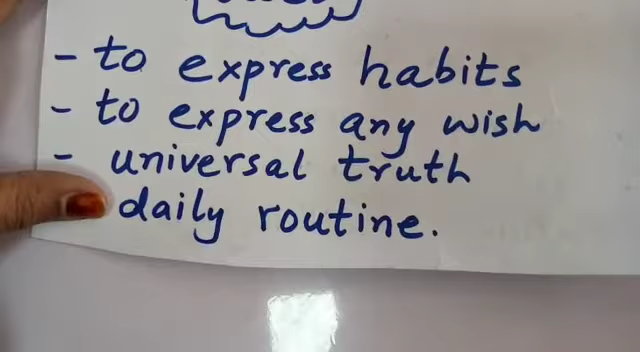 - to express habits
- to express any wish
- universal truth
daily routine.